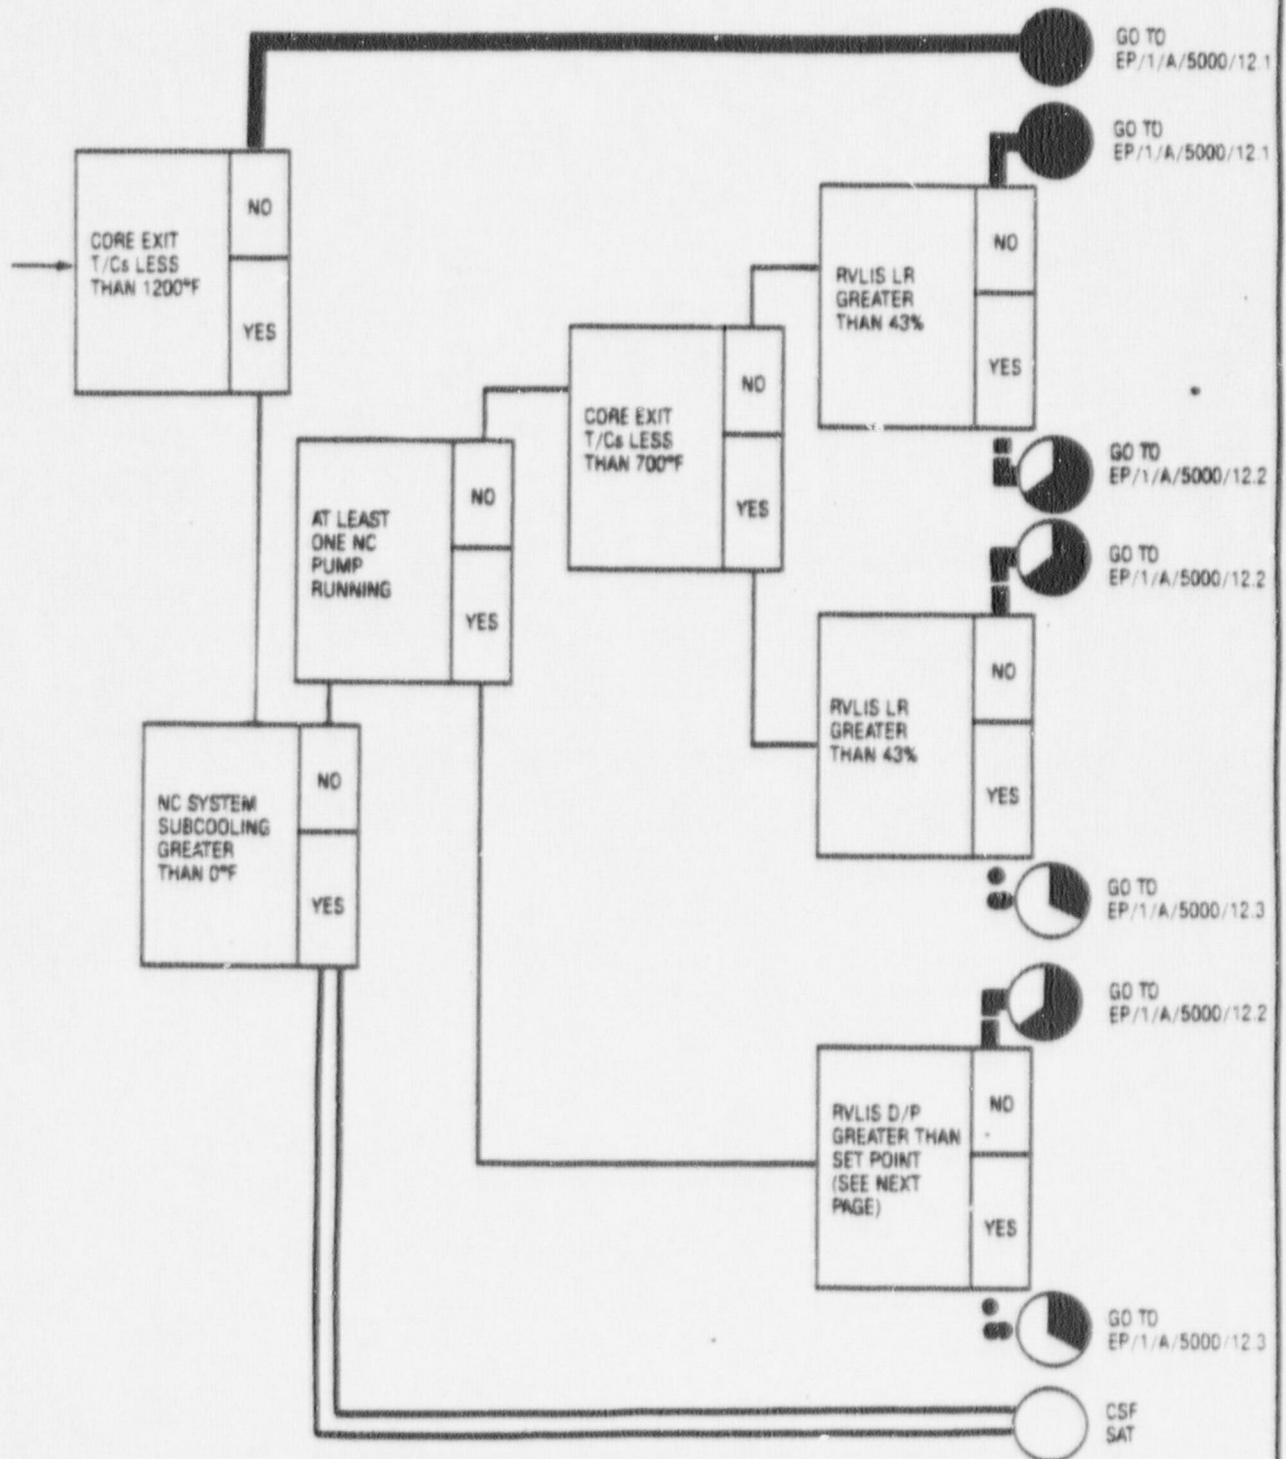 GO TO
EP/1/A/5000/12.1
GO TO
EP/1/A/5000/12.1
CORE EXIT
T/Cs LESS
THAN 1200°F
NO
YES
RVLIS LR
GREATER
THAN 43%
NO
YES
CORE EXIT
T/Cs LESS
THAN 700°F
NO
YES
GO TO
EP/1/A/5000/12.2
AT LEAST
ONE NC
PUMP
RUNNING
NO
YES
GO TO
EP/1/A/5000/12.2
RVLIS LR
GREATER
THAN 43%
NO
YES
NC SYSTEM
SUBCOOLING
GREATER
THAN 0°F
NO
YES
GO TO
EP/1/A/5000/12.3
GO TO
EP/1/A/5000/12.2
RVLIS D/P
GREATER THAN
SET POINT
(SEE NEXT
PAGE)
NO
YES
GO TO
EP/1/A/5000/12.3
CSF
SAT